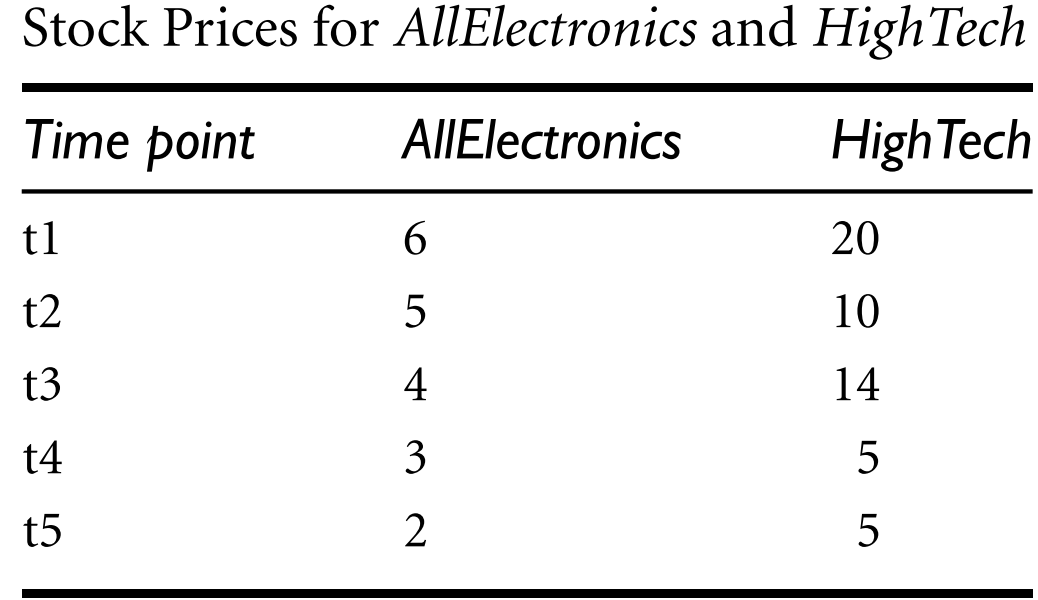 Stock Prices for AllElectronics and HighTech
Time point AllElectronics HighTech
t1 6 20
t2 5 10
t3 4 14
t4 3 5
t5 2 5